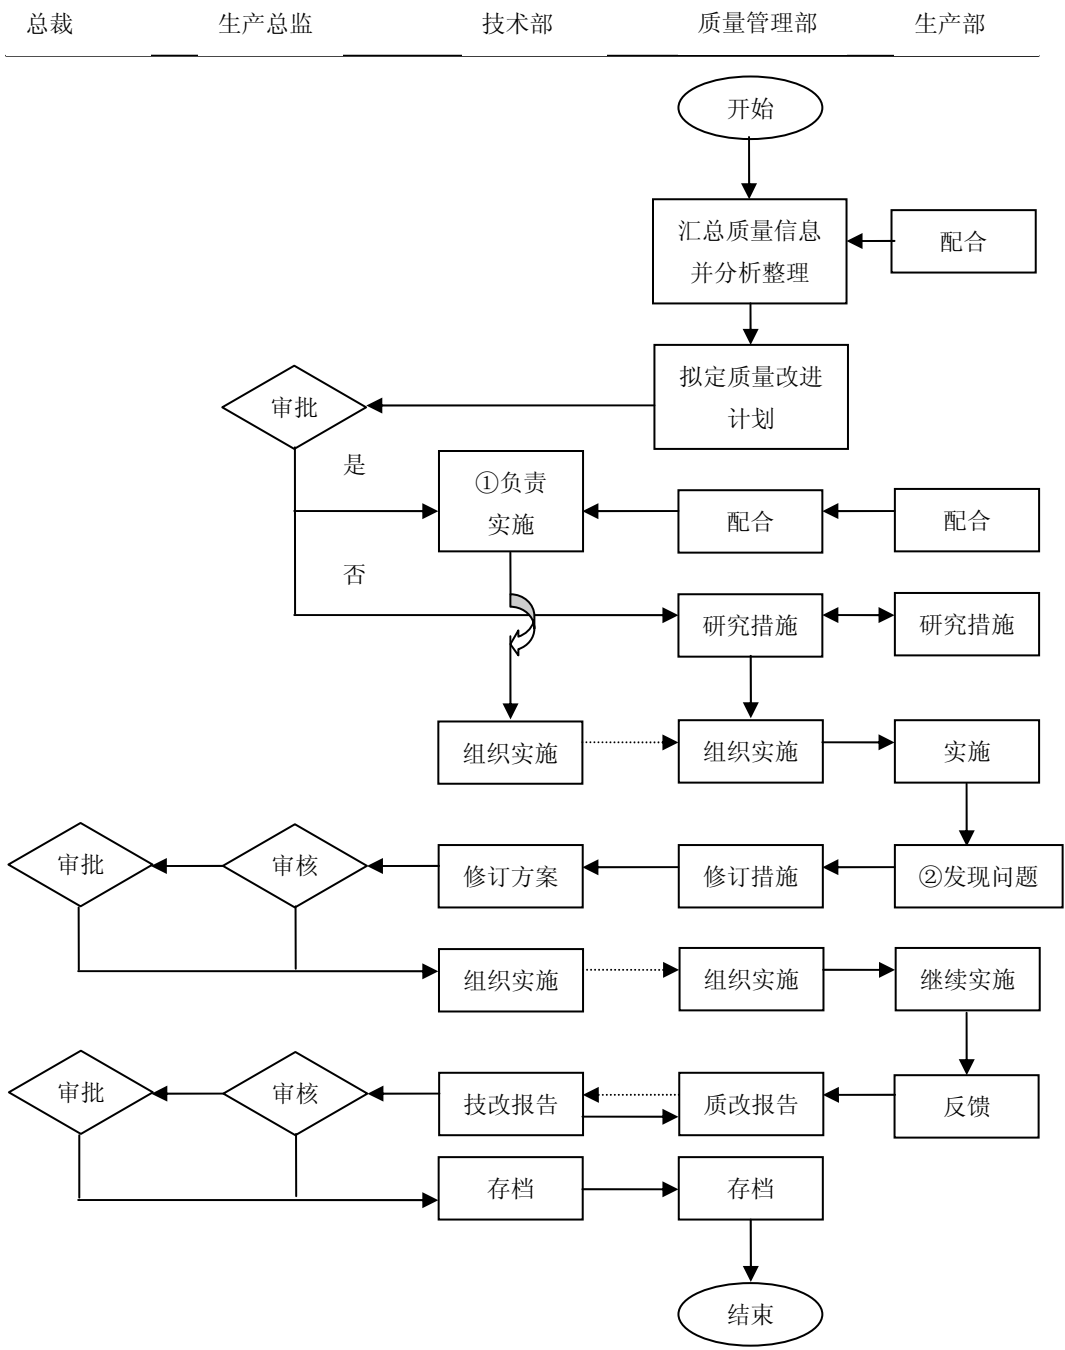 总裁
生产总监
技术部
质量管理部
生产部
开始
汇总质量信息
并分析整理
配合
拟定质量改进
计划
审批
是
①负责
实施
配合
配合
否
研究措施
研究措施
组织实施
组织实施
实施
审批
审核
修订方案
修订措施
②发现问题
组织实施
组织实施
继续实施
审批
审核
技改报告
质改报告
反馈
存档
存档
结束